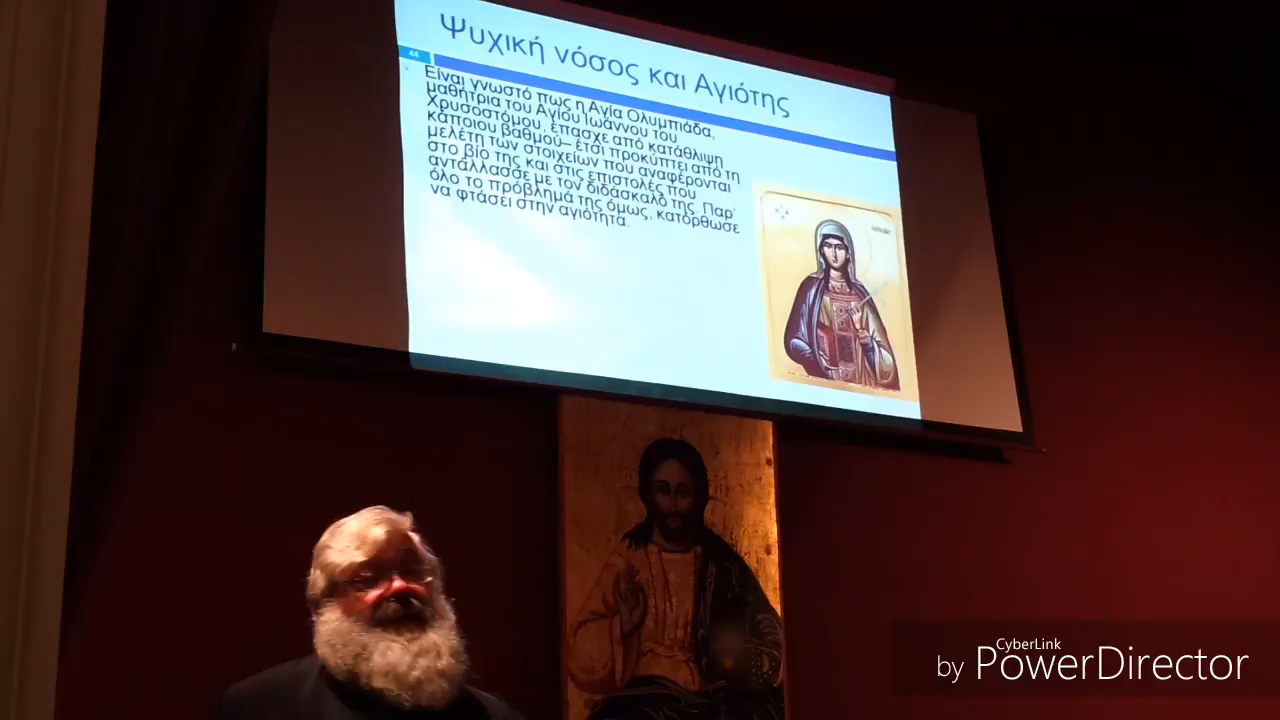 Ψυχική νόσος και Αγιότης
44
Είναι γνωστό πως η Αγία Ολυμπιάδα,
μαθήτρια του Αγίου Ιωάννου του
Χρυσοστόμου, έπασχε από κατάθλιψη
κάποιου βαθμού– έτσι προκύπτει από τη
μελέτη των στοιχείων που αναφέρονται
στο βίο της και στις επιστολές που
αντάλλασσε με τον διδάσκαλό της. Παρ'
όλο το πρόβλημά της όμως, κατόρθωσε
να φτάσει στην αγιότητα.
CyberLink
by PowerDirector